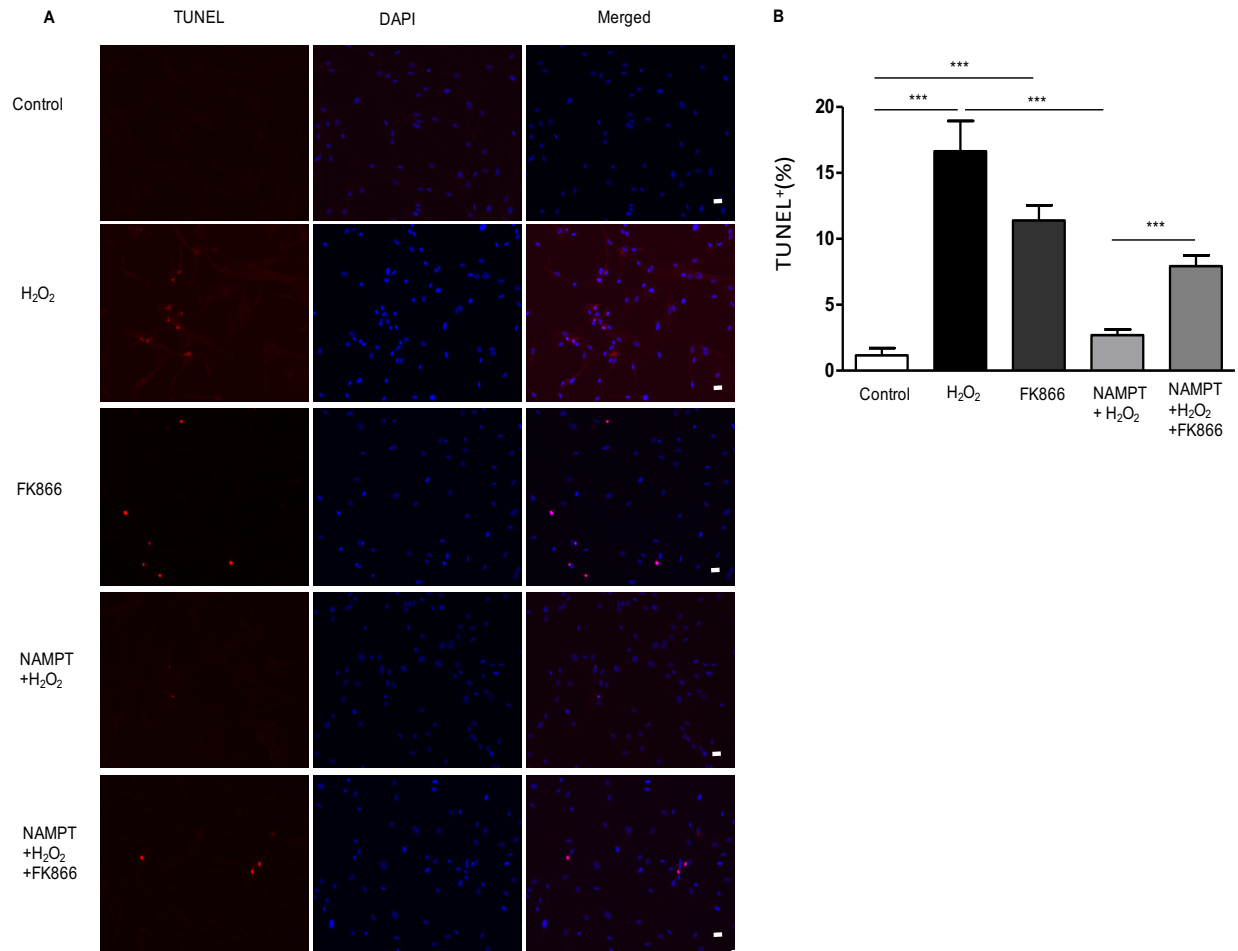 A
TUNEL
DAPI
Merged
Control
H₂O₂
FK866
NAMPT
+H₂O₂
NAMPT
+H₂O₂
+FK866
B
***
***
***
***
TUNEL⁺(%)
20
15
10
5
0
Control
H₂O₂
FK866
NAMPT
+ H₂O₂
NAMPT
+H₂O₂
+FK866